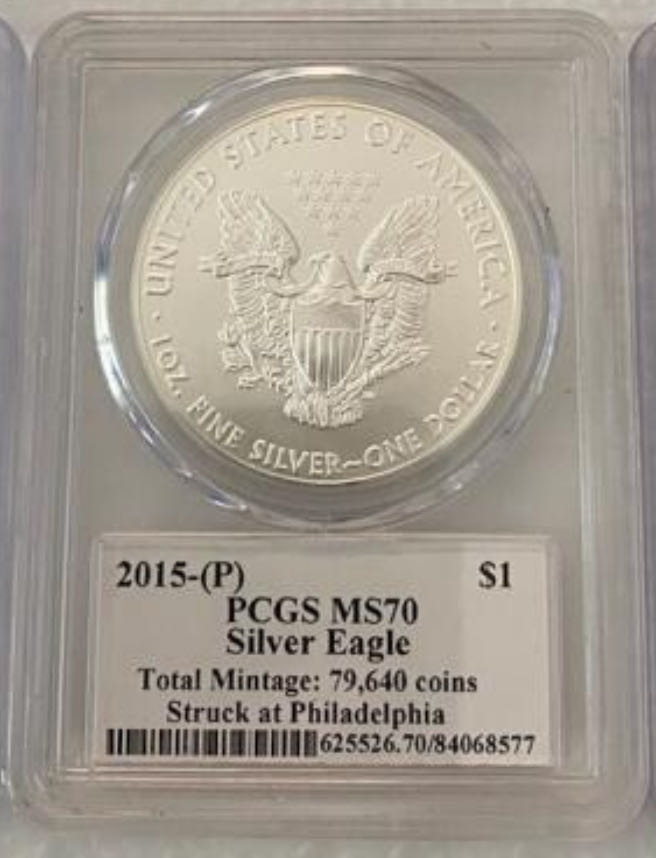 UNITED STATES OF AMERICA
1 OZ. FINE SILVER~ONE DOLLAR
2015-(P) $1
PCGS MS70
Silver Eagle
Total Mintage: 79,640 coins
Struck at Philadelphia
625526.70/84068577